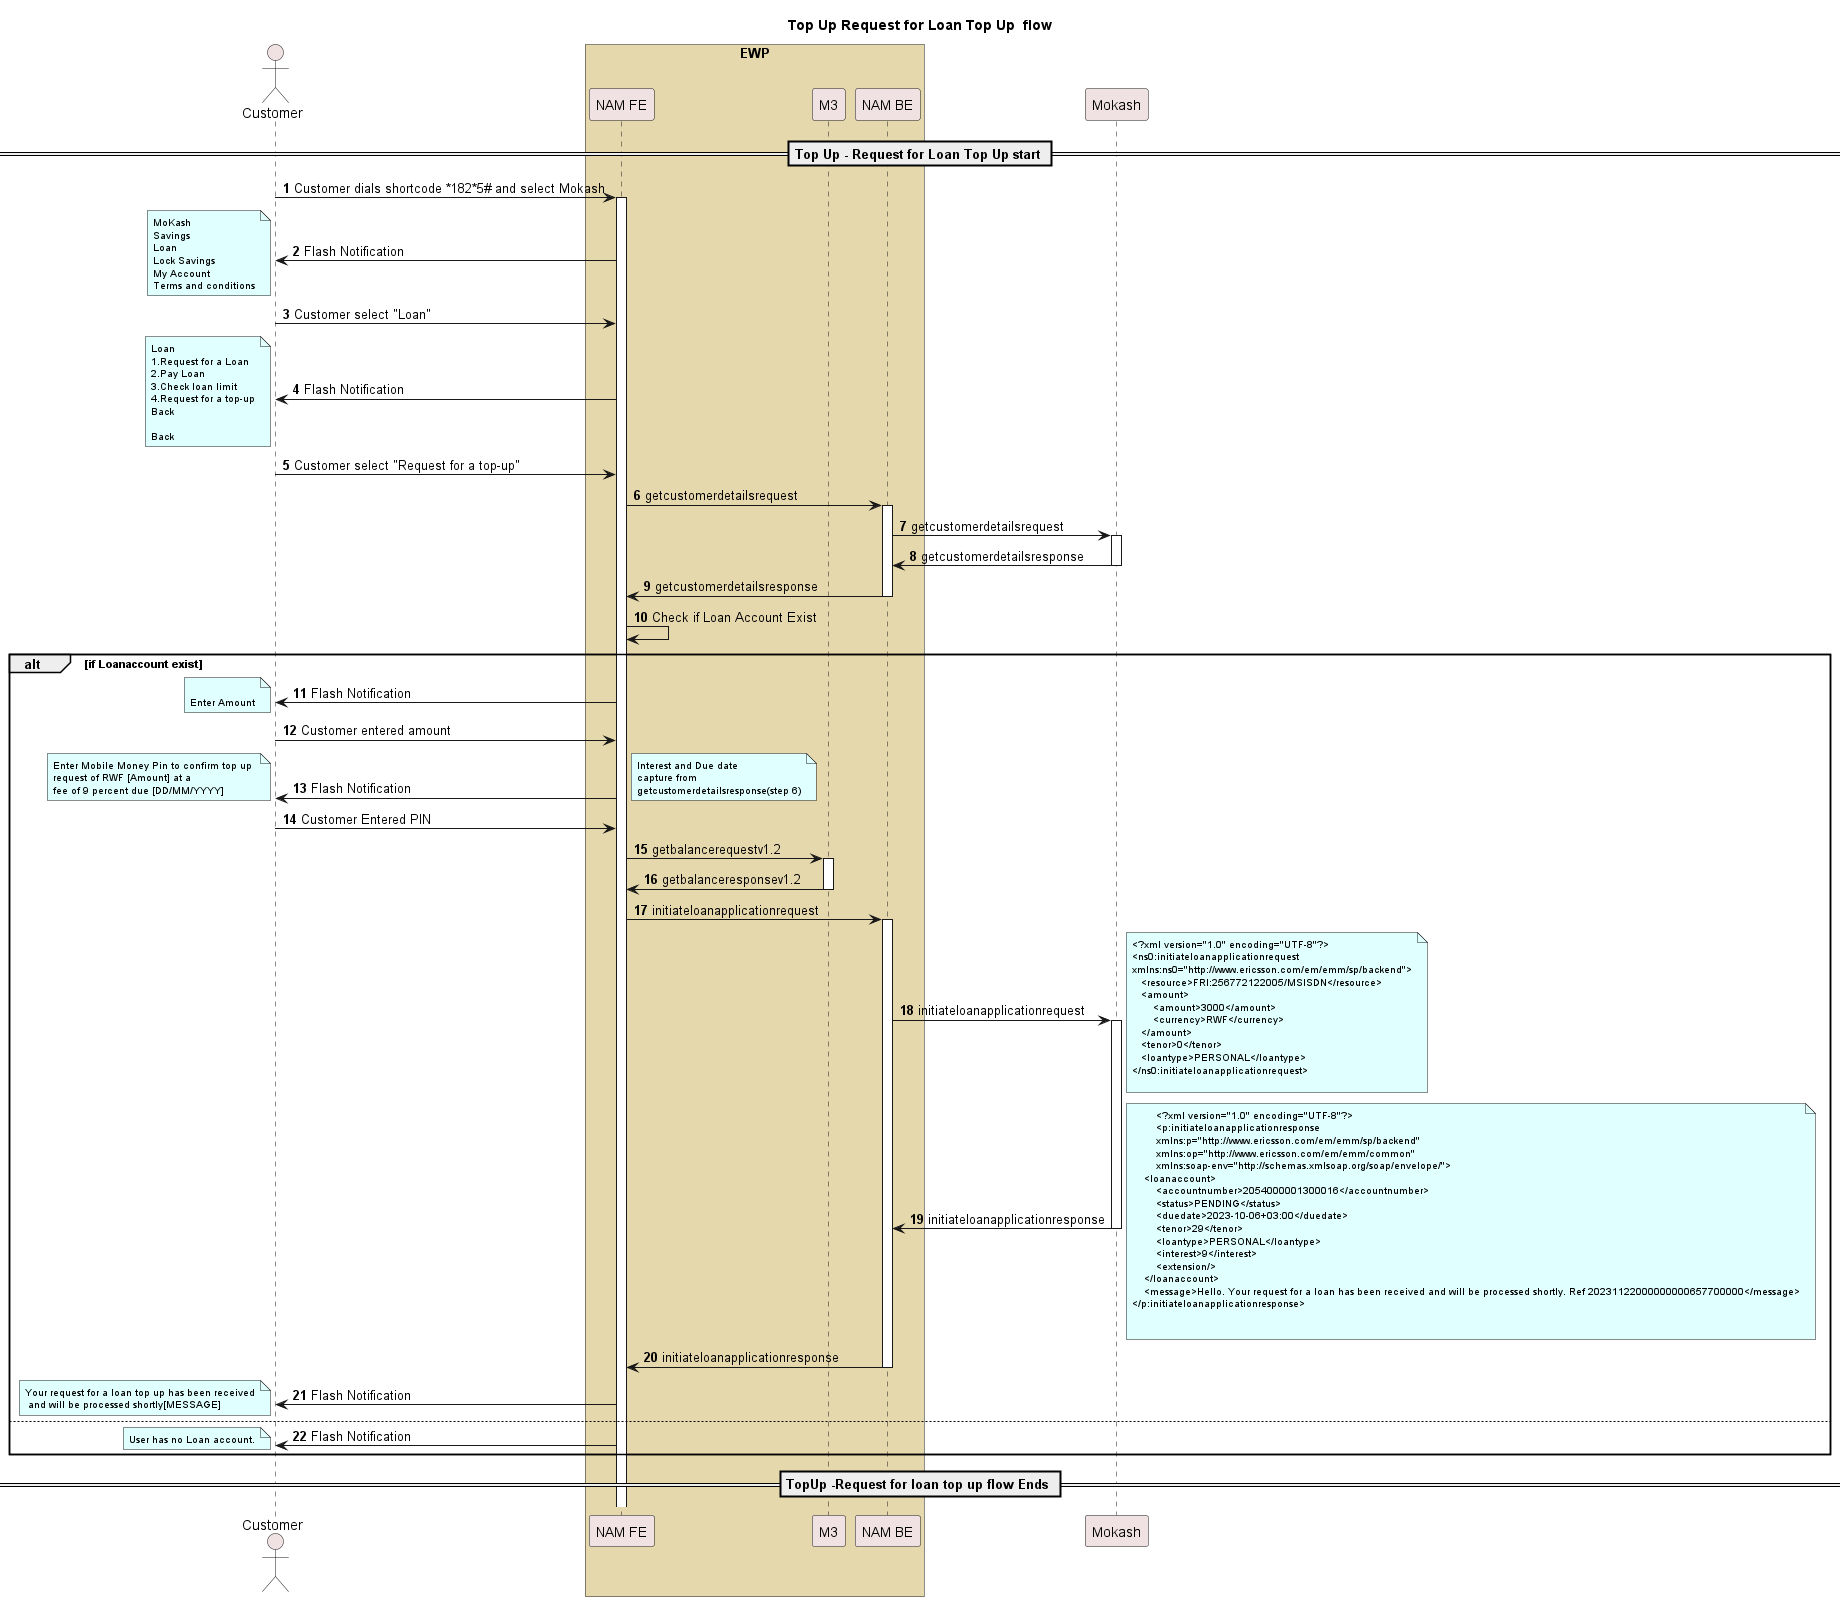 Top Up Request for Loan Top Up  flow
EWP
Customer
NAM FE
M3
NAM BE
Mokash
Top Up - Request for Loan Top Up start
1 Customer dials shortcode *182*5# and select Mokash
MoKash
Savings
Loan
Lock Savings
My Account
Terms and conditions
2 Flash Notification
3 Customer select "Loan"
Loan
1.Request for a Loan
2.Pay Loan
3.Check loan limit
4.Request for a top-up
Back
Back
4 Flash Notification
5 Customer select "Request for a top-up"
6 getcustomerdetailsrequest
7 getcustomerdetailsrequest
8 getcustomerdetailsresponse
9 getcustomerdetailsresponse
10 Check if Loan Account Exist
alt
[if Loanaccount exist]
Enter Amount
11 Flash Notification
12 Customer entered amount
Enter Mobile Money Pin to confirm top up
request of RWF [Amount] at a
fee of 9 percent due [DD/MM/YYYY]
13 Flash Notification
Interest and Due date
capture from
getcustomerdetailsresponse(step 6)
14 Customer Entered PIN
15 getbalancerequestv1.2
16 getbalanceresponsev1.2
17 initiateloanapplicationrequest
18 initiateloanapplicationrequest
<?xml version="1.0" encoding="UTF-8"?>
<ns0:initiateloanapplicationrequest
xmlns:ns0="http://www.ericsson.com/em/emm/sp/backend">
<resource>FRI:256772122005/MSISDN</resource>
<amount>
<amount>3000</amount>
<currency>RWF</currency>
</amount>
<tenor>0</tenor>
<loantype>PERSONAL</loantype>
</ns0:initiateloanapplicationrequest>
19 initiateloanapplicationresponse
<?xml version="1.0" encoding="UTF-8"?>
<p:initiateloanapplicationresponse
xmlns:p="http://www.ericsson.com/em/emm/sp/backend"
xmlns:op="http://www.ericsson.com/em/emm/common"
xmlns:soap-env="http://schemas.xmlsoap.org/soap/envelope/">
<loanaccount>
<accountnumber>2054000001300016</accountnumber>
<status>PENDING</status>
<duedate>2023-10-06+03:00</duedate>
<tenor>29</tenor>
<loantype>PERSONAL</loantype>
<interest>9</interest>
<extension/>
</loanaccount>
<message>Hello. Your request for a loan has been received and will be processed shortly. Ref 20231122000000000657700000</message>
</p:initiateloanapplicationresponse>
20 initiateloanapplicationresponse
Your request for a loan top up has been received
and will be processed shortly[MESSAGE]
21 Flash Notification
User has no Loan account.
22 Flash Notification
TopUp -Request for loan top up flow Ends
Customer
NAM FE
M3
NAM BE
Mokash